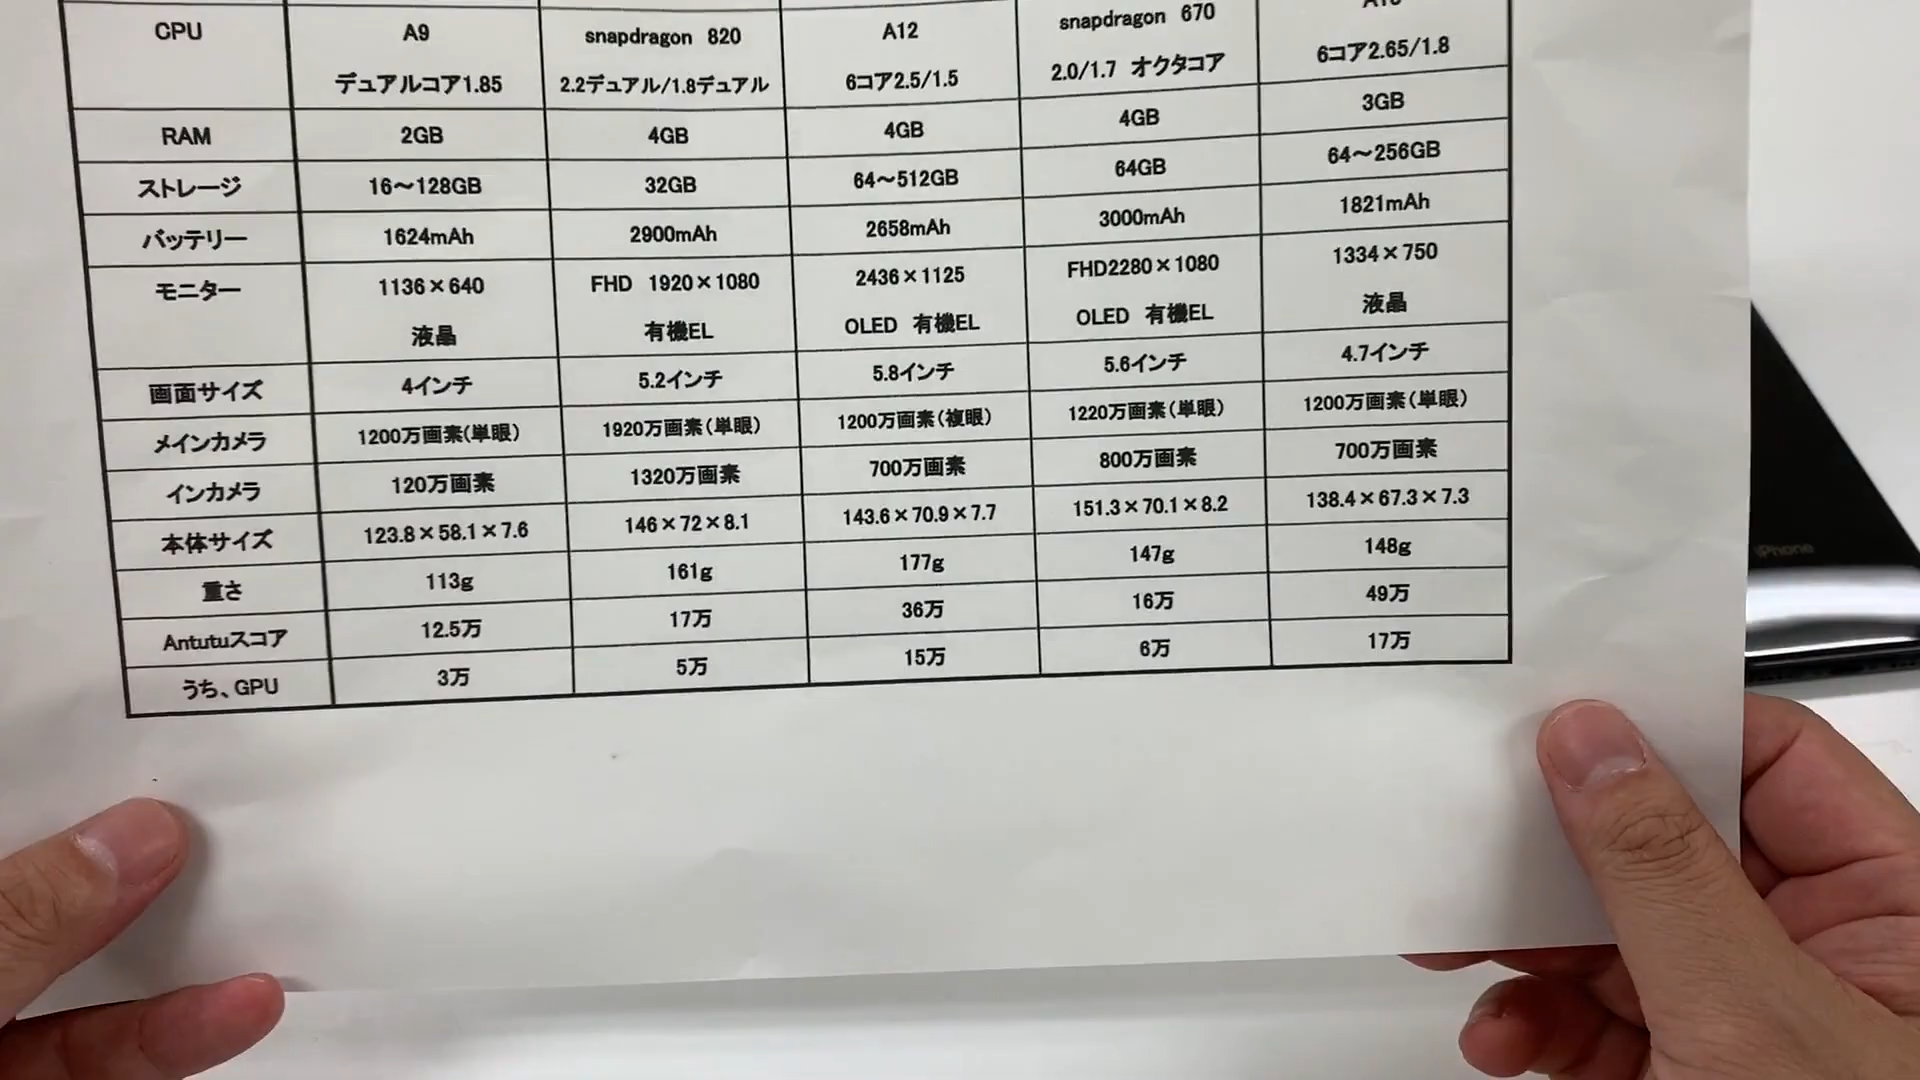 CPU A9 snapdragon 820 A12 snapdragon 670
デュアルコア1.85 2.2デュアル/1.8デュアル 6コア2.5/1.5 2.0/1.7 オクタコア 6コア2.65/1.8
RAM 2GB 4GB 4GB 4GB 3GB
ストレージ 16～128GB 32GB 64～512GB 64GB 64～256GB
バッテリー 1624mAh 2900mAh 2658mAh 3000mAh 1821mAh
モニター 1136×640 FHD 1920×1080 2436×1125 FHD2280×1080 1334×750
液晶 有機EL OLED 有機EL OLED 有機EL 液晶
画面サイズ 4インチ 5.2インチ 5.8インチ 5.6インチ 4.7インチ
メインカメラ 1200万画素(単眼) 1920万画素(単眼) 1200万画素(複眼) 1220万画素(単眼) 1200万画素(単眼)
インカメラ 120万画素 1320万画素 700万画素 800万画素 700万画素
本体サイズ 123.8×58.1×7.6 146×72×8.1 143.6×70.9×7.7 151.3×70.1×8.2 138.4×67.3×7.3
重さ 113g 161g 177g 147g 148g
Antutuスコア 12.5万 17万 36万 16万 49万
うち、GPU 3万 5万 15万 6万 17万
iPhone